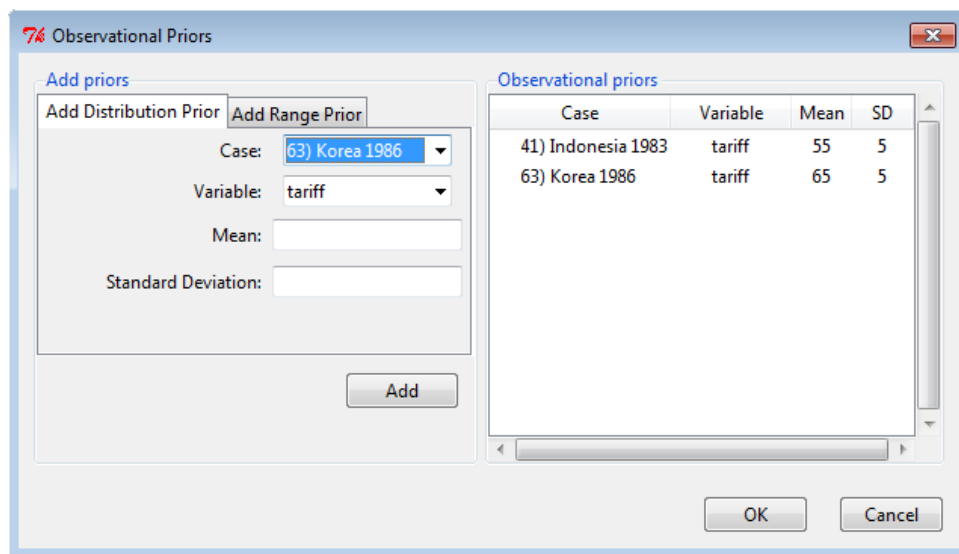 Observational Priors
Add priors
Add Distribution Prior
Add Range Prior
Case:
63) Korea 1986
Variable:
tariff
Mean:
Standard Deviation:
Add
Observational priors
Case Variable Mean SD
41) Indonesia 1983 tariff 55 5
63) Korea 1986 tariff 65 5
OK
Cancel